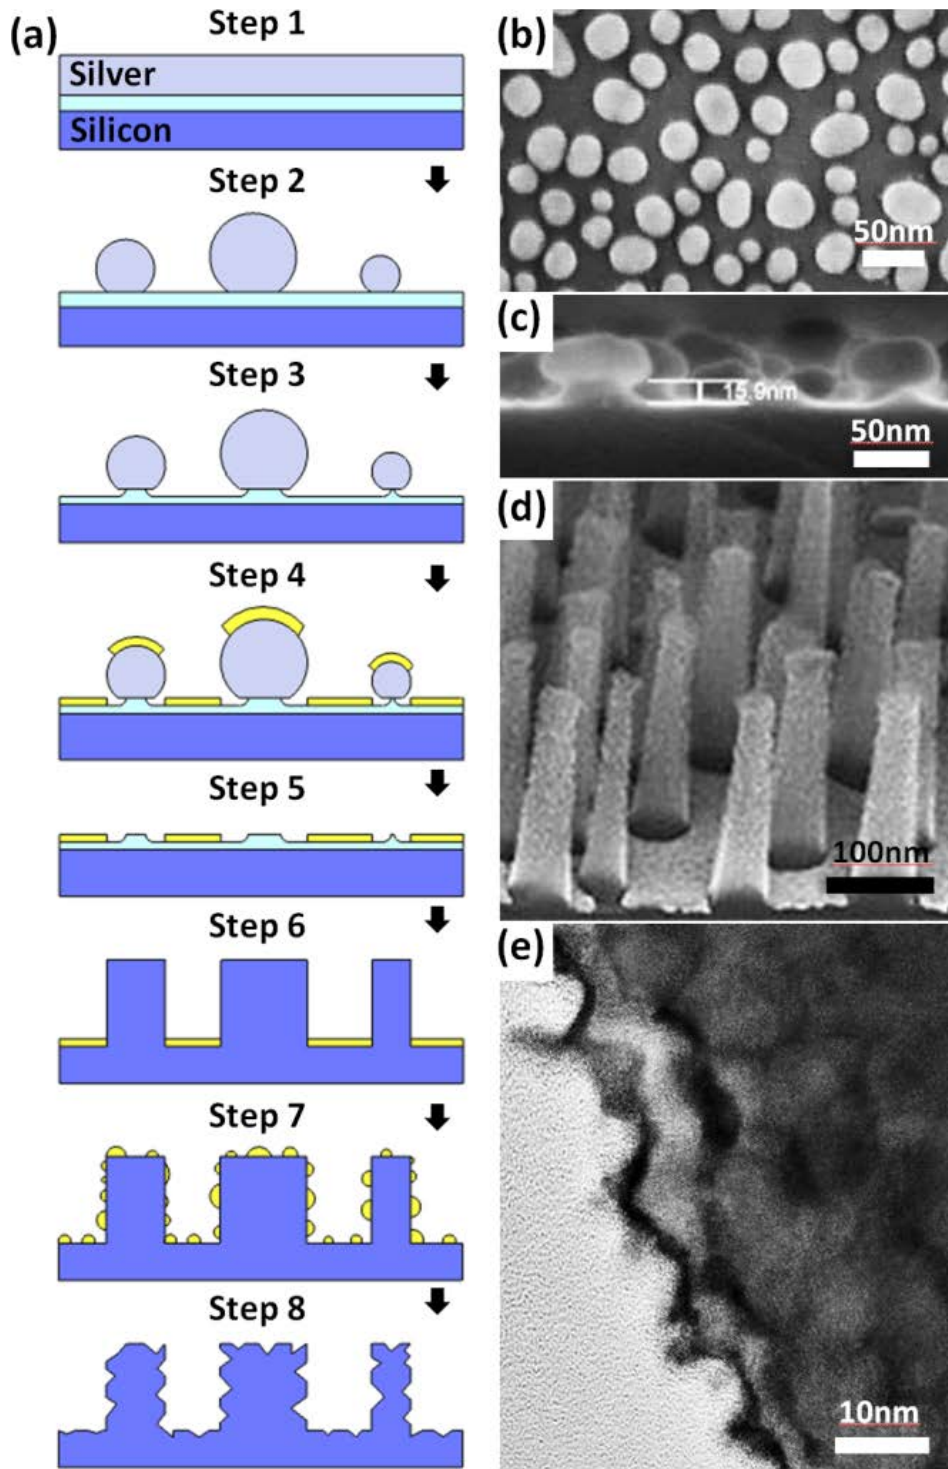 (a)
Step 1
Silver
Silicon
Step 2
Step 3
Step 4
Step 5
Step 6
Step 7
Step 8
(b)
50nm
(c)
15.9nm
50nm
(d)
100nm
(e)
10nm